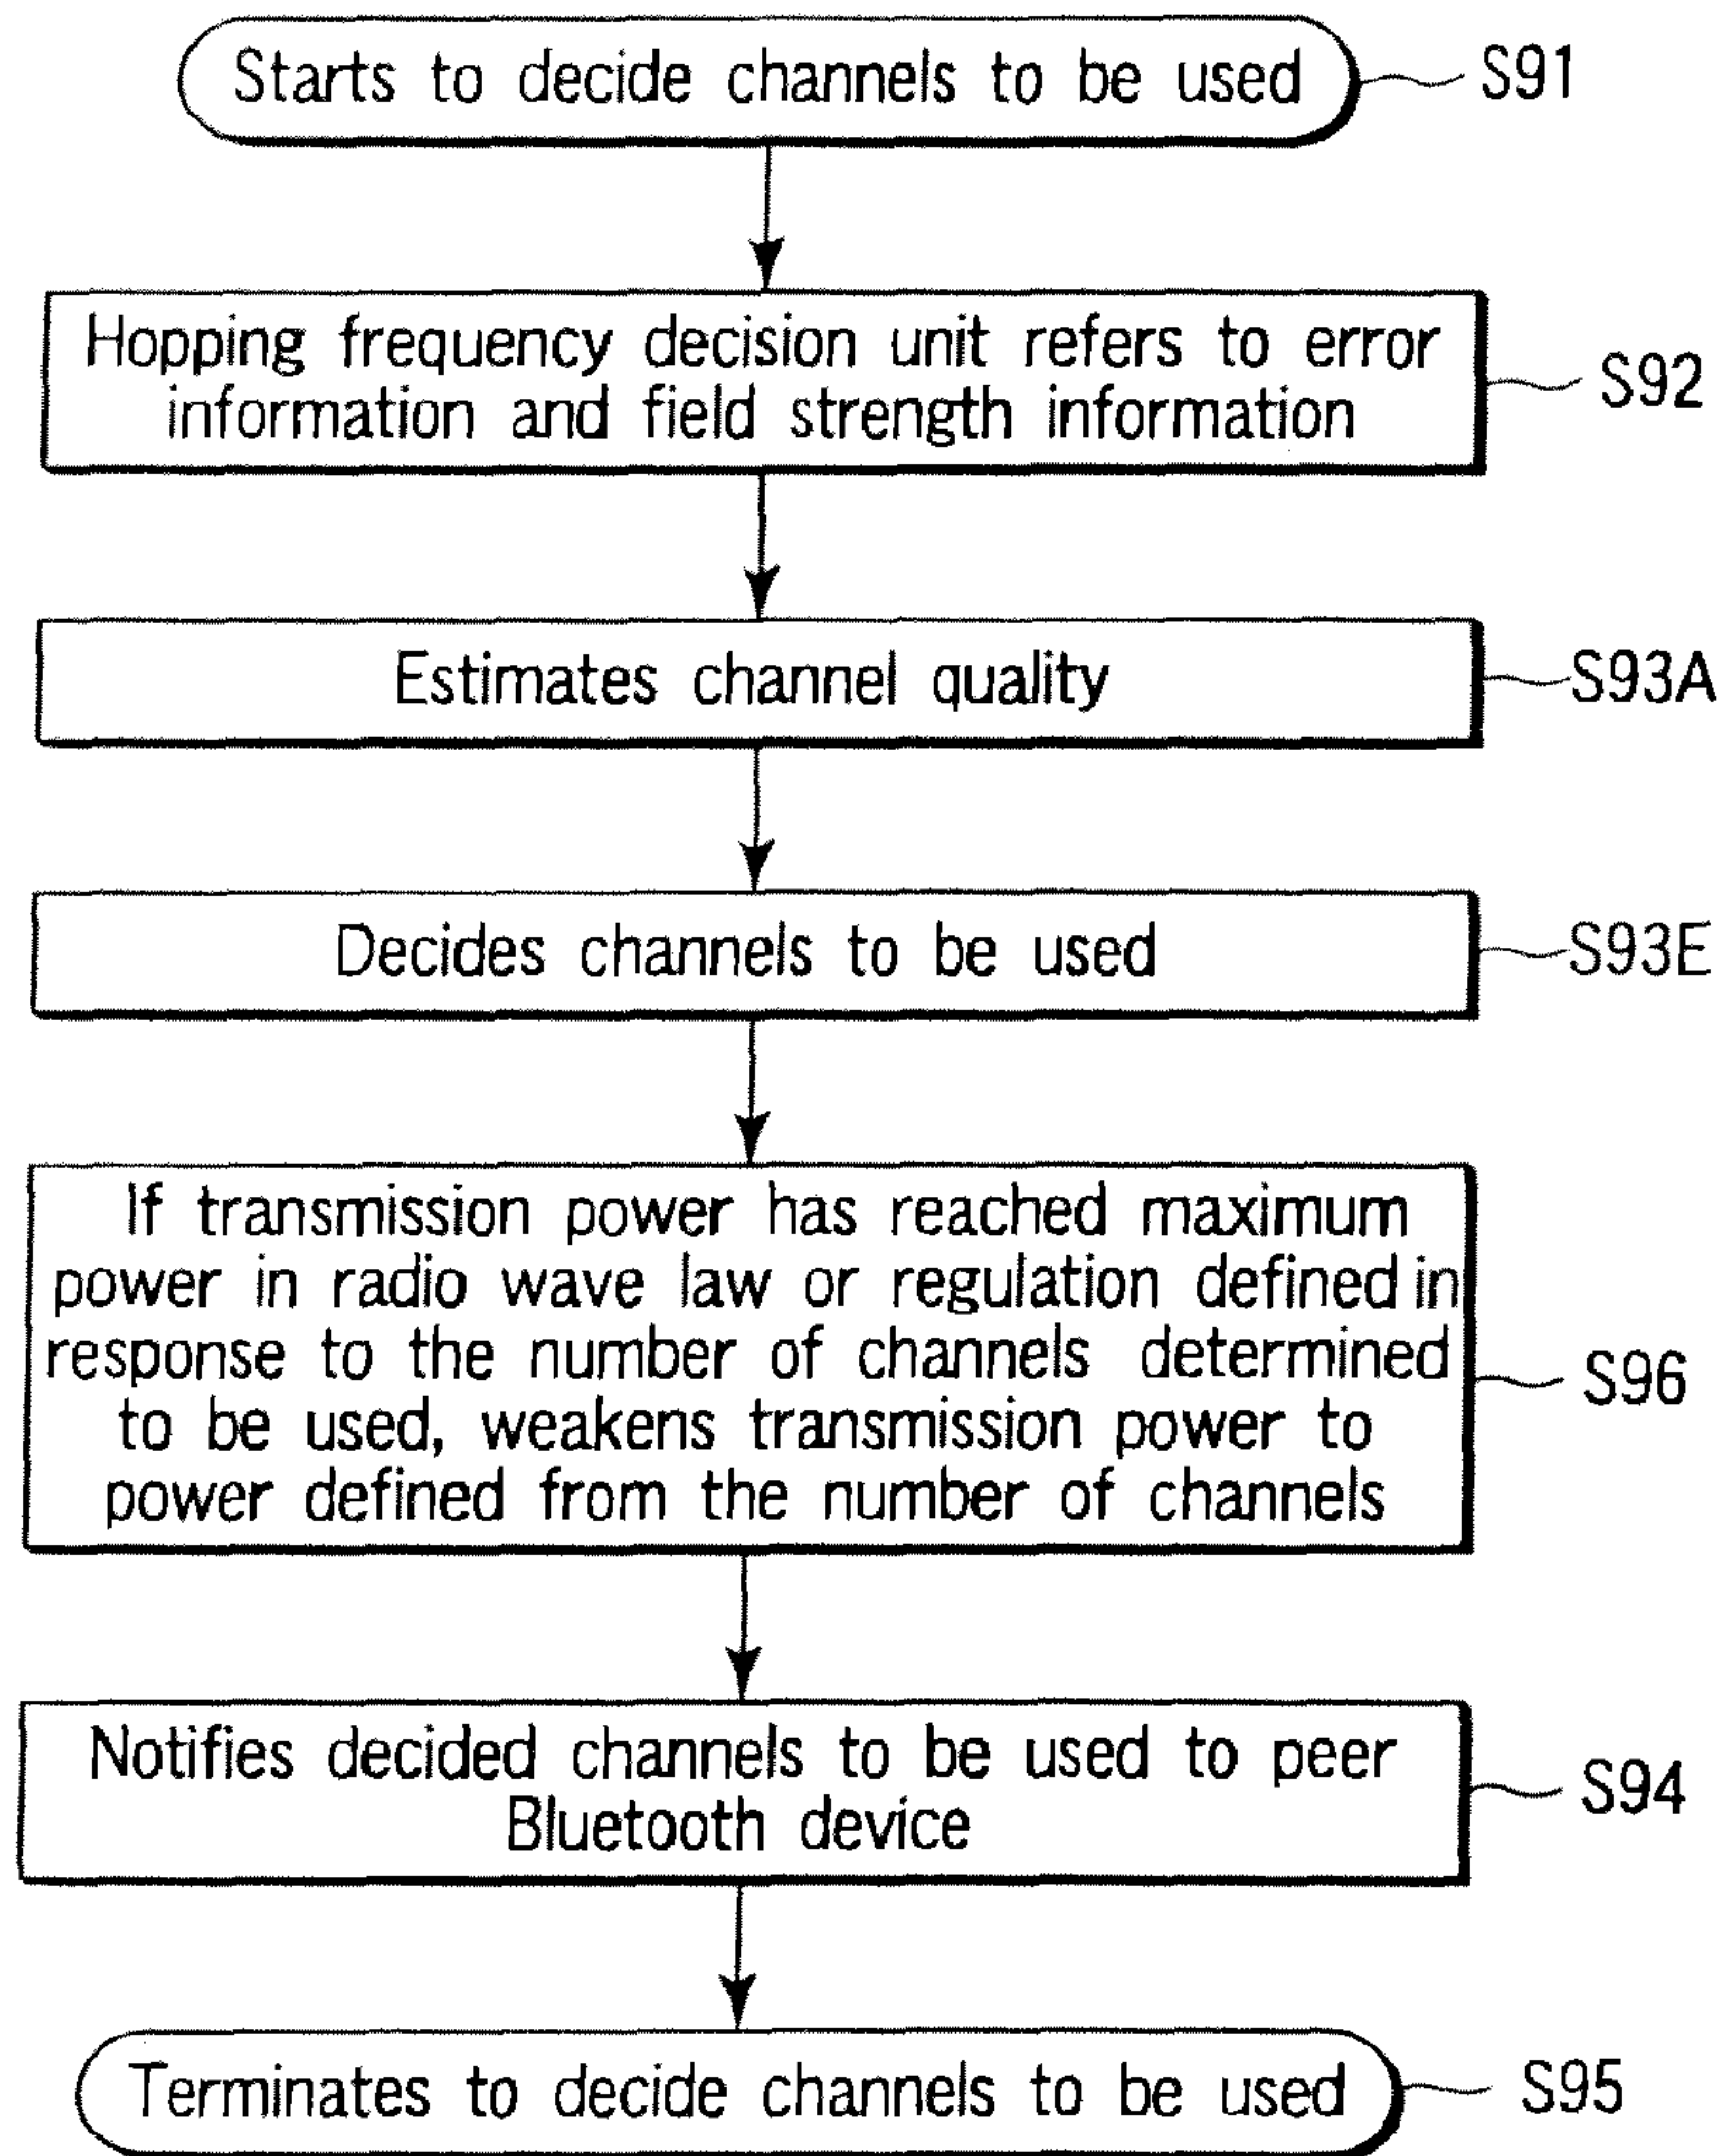 Starts to decide channels to be used
S91
Hopping frequency decision unit refers to error
information and field strength information
S92
Estimates channel quality
S93A
Decides channels to be used
S93E
If transmission power has reached maximum
power in radio wave law or regulation defined in
response to the number of channels determined
to be used, weakens transmission power to
power defined from the number of channels
S96
Notifies decided channels to be used to peer
Bluetooth device
S94
Terminates to decide channels to be used
S95